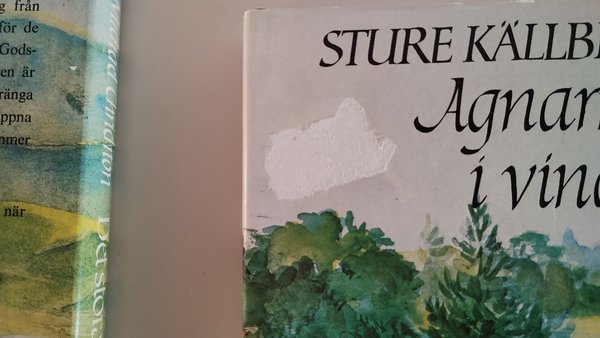 g från
för de
Gods-
en är
ränga
ppna
mmer
när
STURE KÄLLB
Agnar
i vind